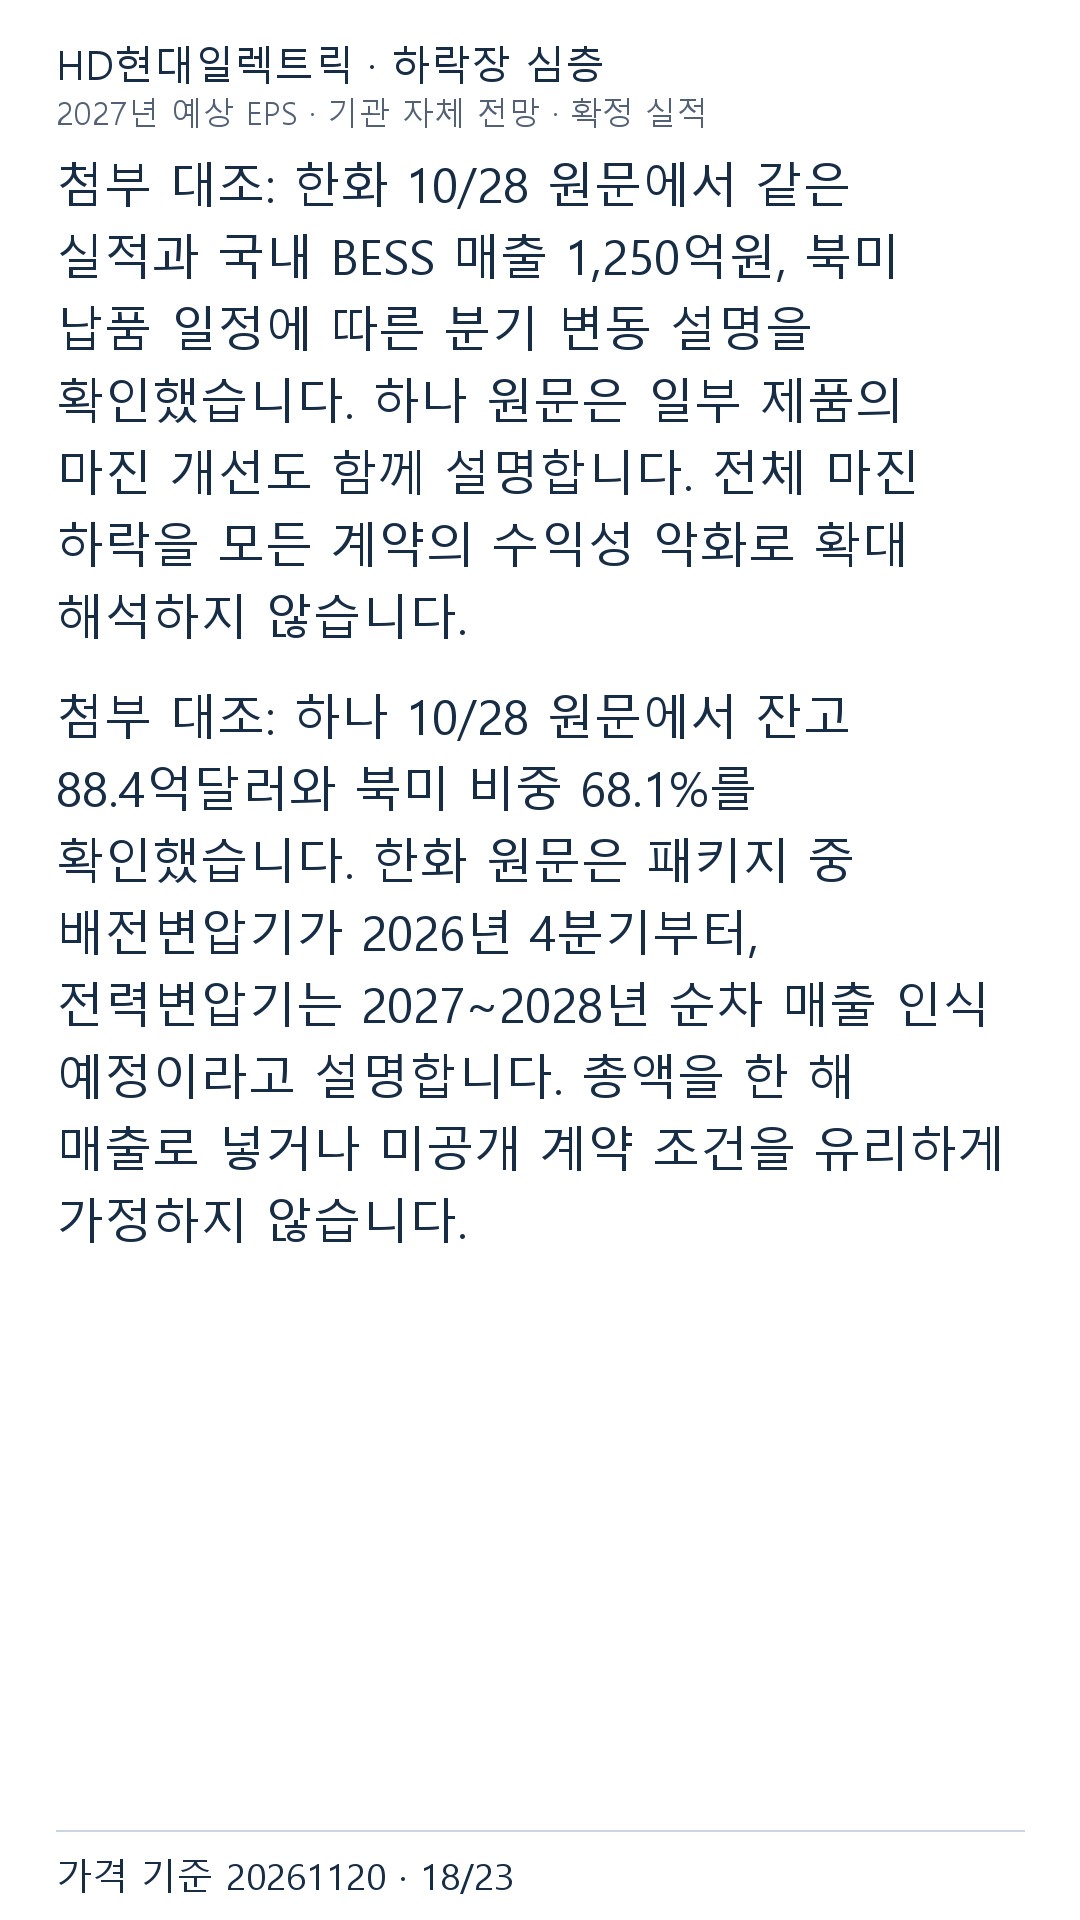 HD현대일렉트릭 · 하락장 심층
2027년 예상 EPS · 기관 자체 전망 · 확정 실적
첨부 대조: 한화 10/28 원문에서 같은
실적과 국내 BESS 매출 1,250억원, 북미
납품 일정에 따른 분기 변동 설명을
확인했습니다. 하나 원문은 일부 제품의
마진 개선도 함께 설명합니다. 전체 마진
하락을 모든 계약의 수익성 악화로 확대
해석하지 않습니다.
첨부 대조: 하나 10/28 원문에서 잔고
88.4억달러와 북미 비중 68.1%를
확인했습니다. 한화 원문은 패키지 중
배전변압기가 2026년 4분기부터,
전력변압기는 2027~2028년 순차 매출 인식
예정이라고 설명합니다. 총액을 한 해
매출로 넣거나 미공개 계약 조건을 유리하게
가정하지 않습니다.
가격 기준 20261120 · 18/23